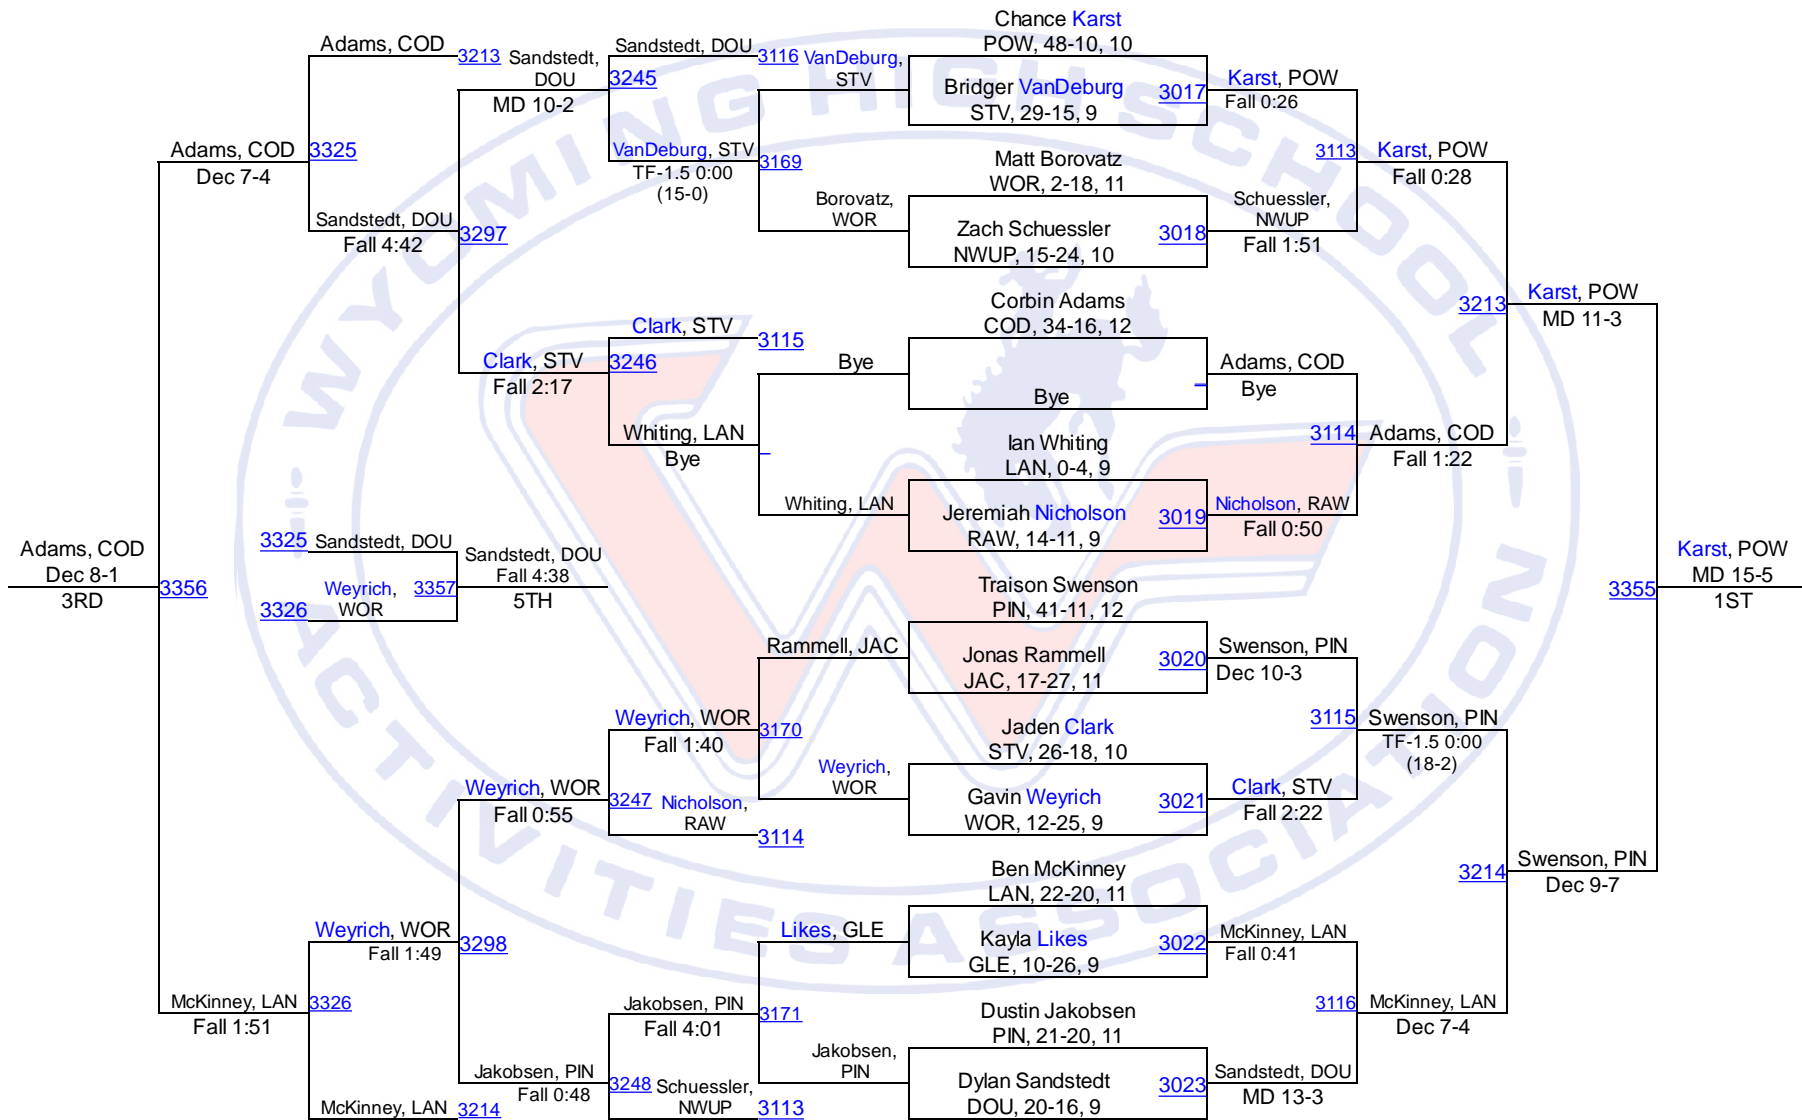 Chance Karst
POW, 48-10, 10
Adams, COD
3213
Sandstedt,
DOU
MD 10-2
Sandstedt, DOU
3116
VanDeburg,
STV
3245
Bridger VanDeburg
STV, 29-15, 9
3017
Karst, POW
Fall 0:26
Adams, COD
Dec 7-4
3325
VanDeburg, STV
TF-1.5 0:00
(15-0)
3169
Matt Borovatz
WOR, 2-18, 11
3113
Karst, POW
Fall 0:28
Sandstedt, DOU
Fall 4:42
3297
Borovatz,
WOR
Zach Schuessler
NWUP, 15-24, 10
3018
Schuessler,
NWUP
Fall 1:51
Corbin Adams
COD, 34-16, 12
3213
Karst, POW
MD 11-3
Clark, STV
3115
Clark, STV
Fall 2:17
3246
Bye
Bye
Adams, COD
Bye
Whiting, LAN
Bye
Ian Whiting
LAN, 0-4, 9
3114
Adams, COD
Fall 1:22
Whiting, LAN
Jeremiah Nicholson
RAW, 14-11, 9
3019
Nicholson, RAW
Fall 0:50
Adams, COD
Dec 8-1
3RD
3356
3325
Sandstedt, DOU
3326
Weyrich,
WOR
3357
Sandstedt, DOU
Fall 4:38
5TH
Traison Swenson
PIN, 41-11, 12
3355
Karst, POW
MD 15-5
1ST
Rammell, JAC
Jonas Rammell
JAC, 17-27, 11
3020
Swenson, PIN
Dec 10-3
Weyrich, WOR
Fall 1:40
3170
Jaden Clark
STV, 26-18, 10
3115
Swenson, PIN
TF-1.5 0:00
(18-2)
Weyrich, WOR
Fall 0:55
3247
Nicholson,
RAW
3114
Weyrich,
WOR
Gavin Weyrich
WOR, 12-25, 9
3021
Clark, STV
Fall 2:22
Ben McKinney
LAN, 22-20, 11
3214
Swenson, PIN
Dec 9-7
Weyrich, WOR
Fall 1:49
3298
Likes, GLE
Kayla Likes
GLE, 10-26, 9
3022
McKinney, LAN
Fall 0:41
McKinney, LAN
Fall 1:51
3326
Jakobsen, PIN
Fall 4:01
3171
Dustin Jakobsen
PIN, 21-20, 11
3116
McKinney, LAN
Dec 7-4
Jakobsen, PIN
Fall 0:48
3248
Schuessler,
NWUP
3113
Jakobsen,
PIN
Dylan Sandstedt
DOU, 20-16, 9
3023
Sandstedt, DOU
MD 13-3
McKinney, LAN
3214
WYOMING HIGH SCHOOL
ACTIVITIES ASSOCIATION